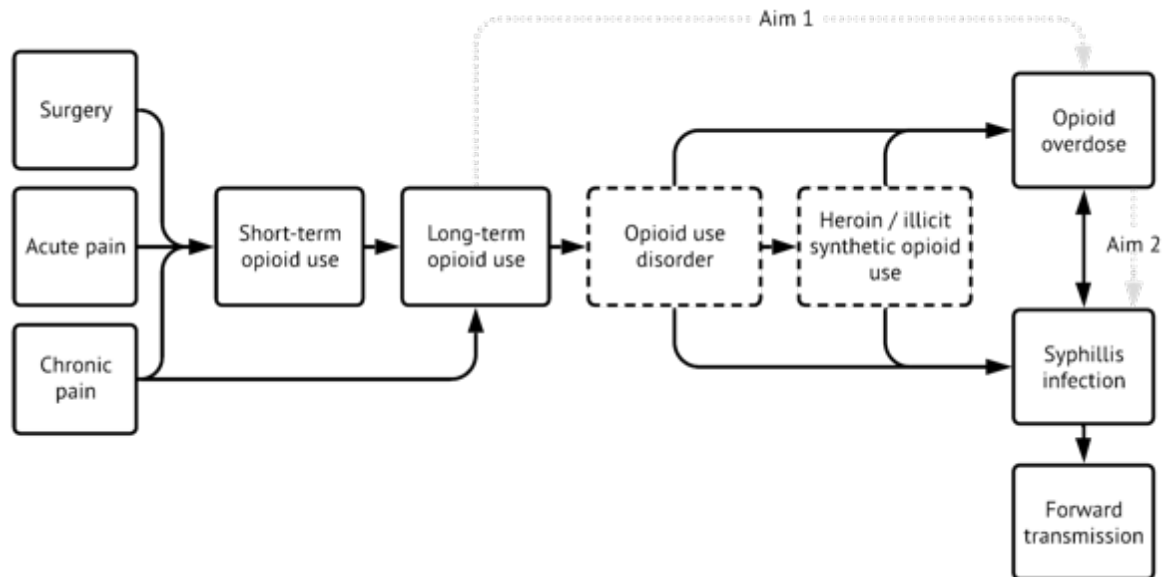 Aim 1
Surgery
Opioid
overdose
Acute pain
Short-term
opioid use
Long-term
opioid use
Opioid use
disorder
Heroin / illicit
synthetic opioid
use
Aim 2
Chronic
pain
Syphillis
infection
Forward
transmission